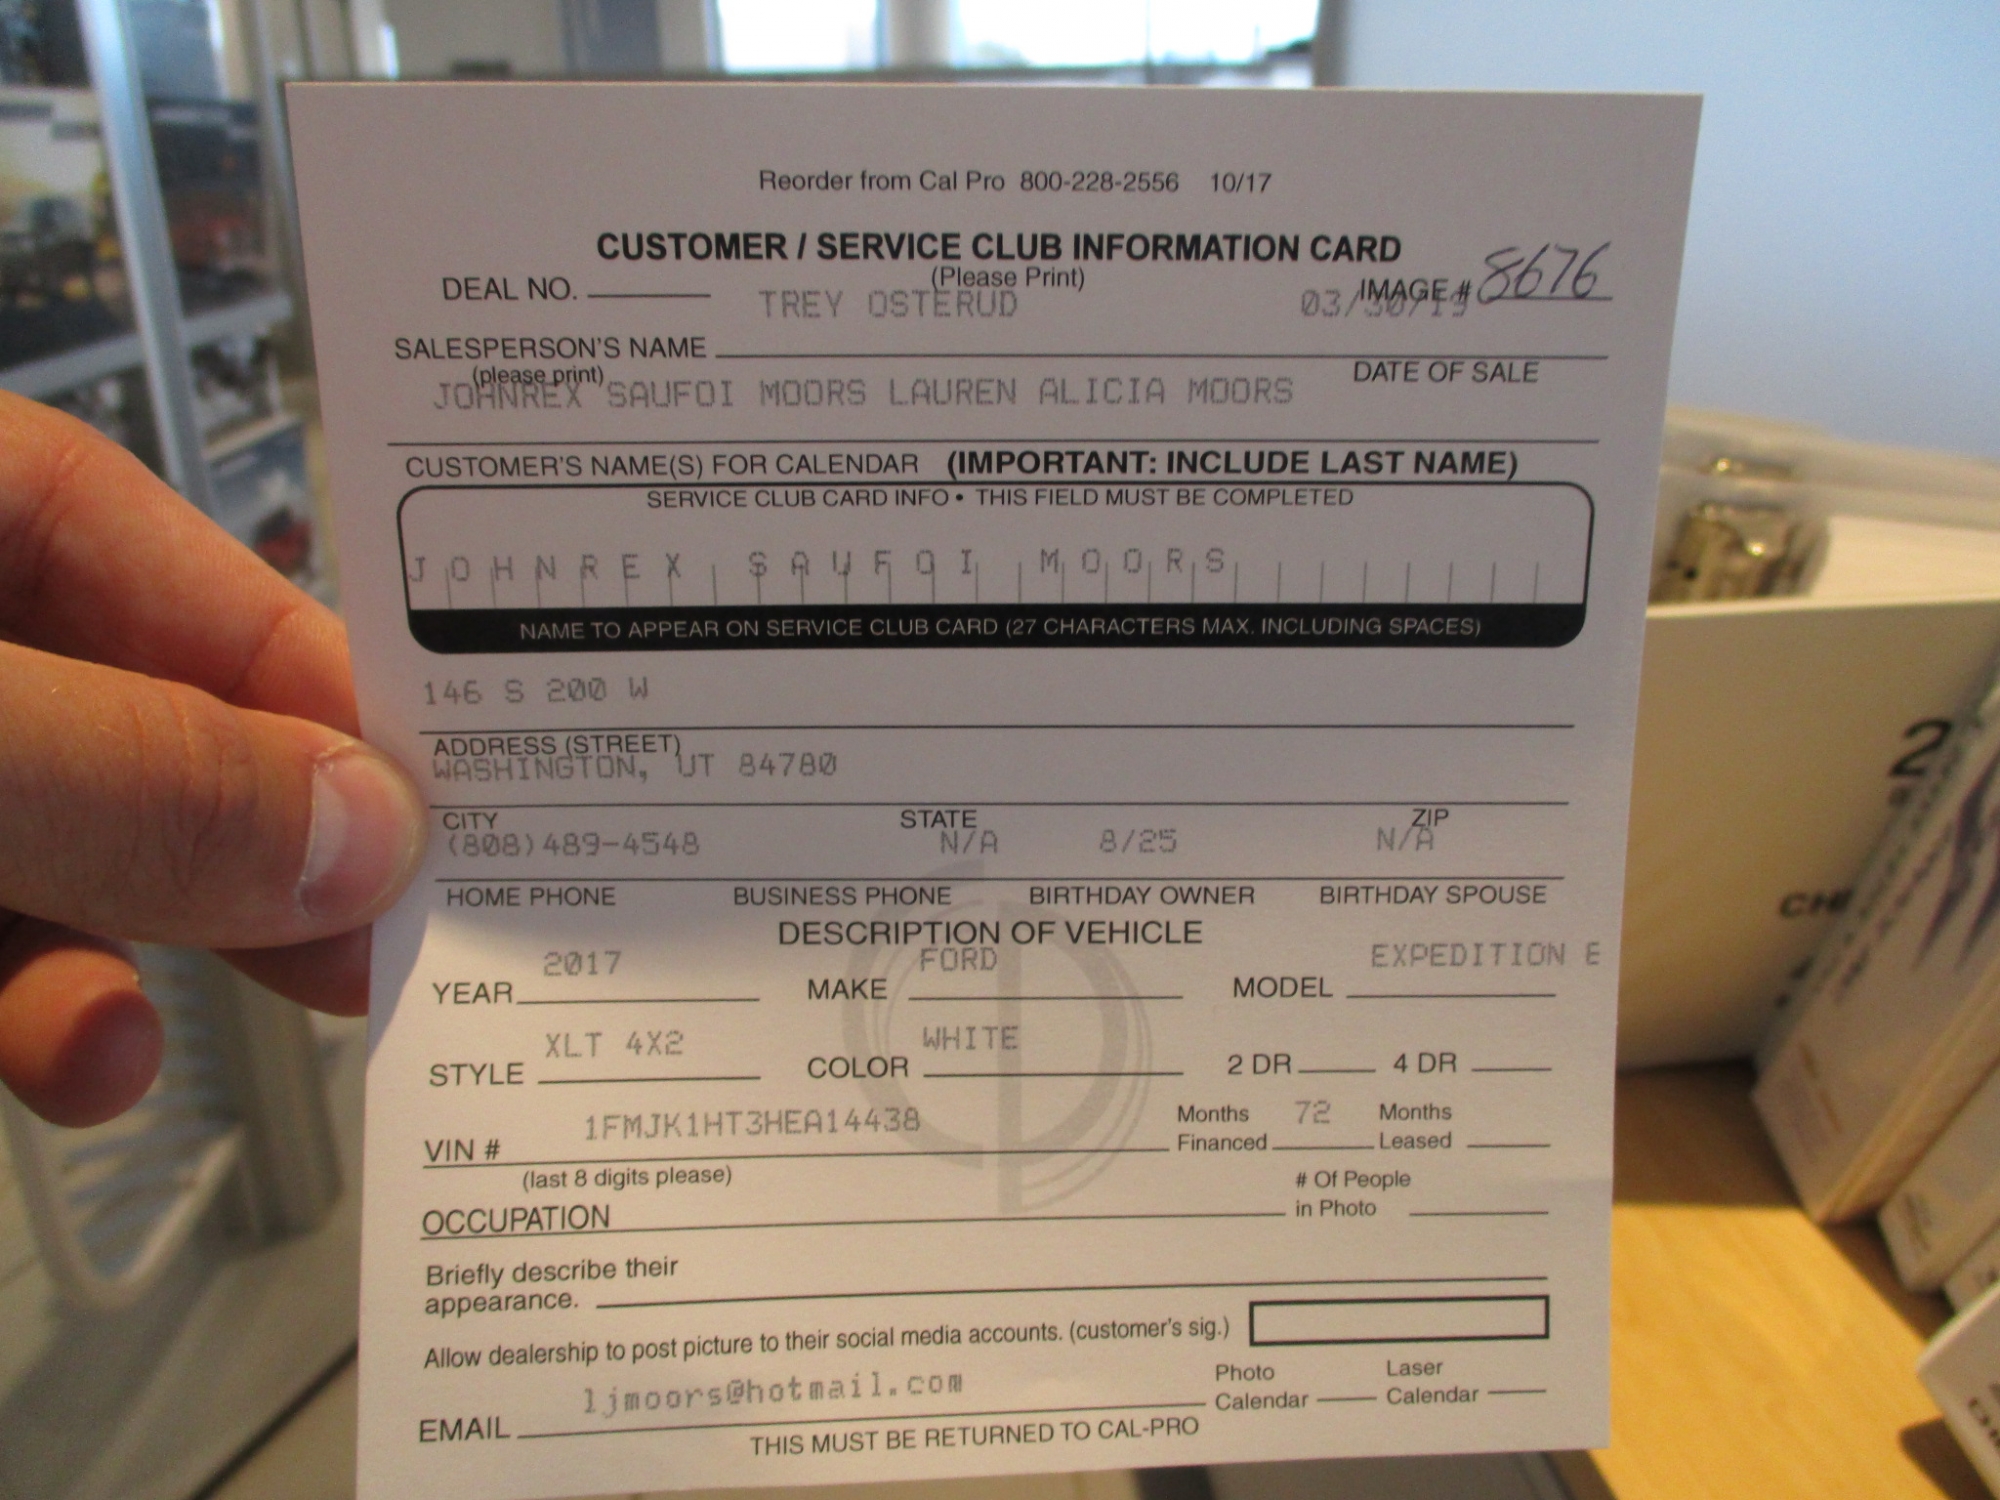 Reorder from Cal Pro 800-228-2556 10/17
CUSTOMER / SERVICE CLUB INFORMATION CARD
(Please Print)
DEAL NO. IMAGE # 8676
TREY OSTERUD 03/30/19
SALESPERSON'S NAME
(please print) DATE OF SALE
JOHNREX SAUFOI MOORS LAUREN ALICIA MOORS
CUSTOMER'S NAME(S) FOR CALENDAR (IMPORTANT: INCLUDE LAST NAME)
SERVICE CLUB CARD INFO • THIS FIELD MUST BE COMPLETED
JOHNREX SAUFOI MOORS
NAME TO APPEAR ON SERVICE CLUB CARD (27 CHARACTERS MAX. INCLUDING SPACES)
146 S 200 W
ADDRESS (STREET)
WASHINGTON, UT 84780
CITY STATE ZIP
(808)489-4548 N/A 8/25 N/A
HOME PHONE BUSINESS PHONE BIRTHDAY OWNER BIRTHDAY SPOUSE
DESCRIPTION OF VEHICLE
2017 FORD EXPEDITION E
YEAR MAKE MODEL
XLT 4X2 WHITE
STYLE COLOR 2 DR 4 DR
1FMJK1HT3HEA14438 Months 72 Months
VIN # Financed Leased
(last 8 digits please) # Of People
OCCUPATION in Photo
Briefly describe their
appearance.
Allow dealership to post picture to their social media accounts. (customer's sig.)
ljmoors@hotmail.com Photo Laser
EMAIL Calendar Calendar
THIS MUST BE RETURNED TO CAL-PRO
2